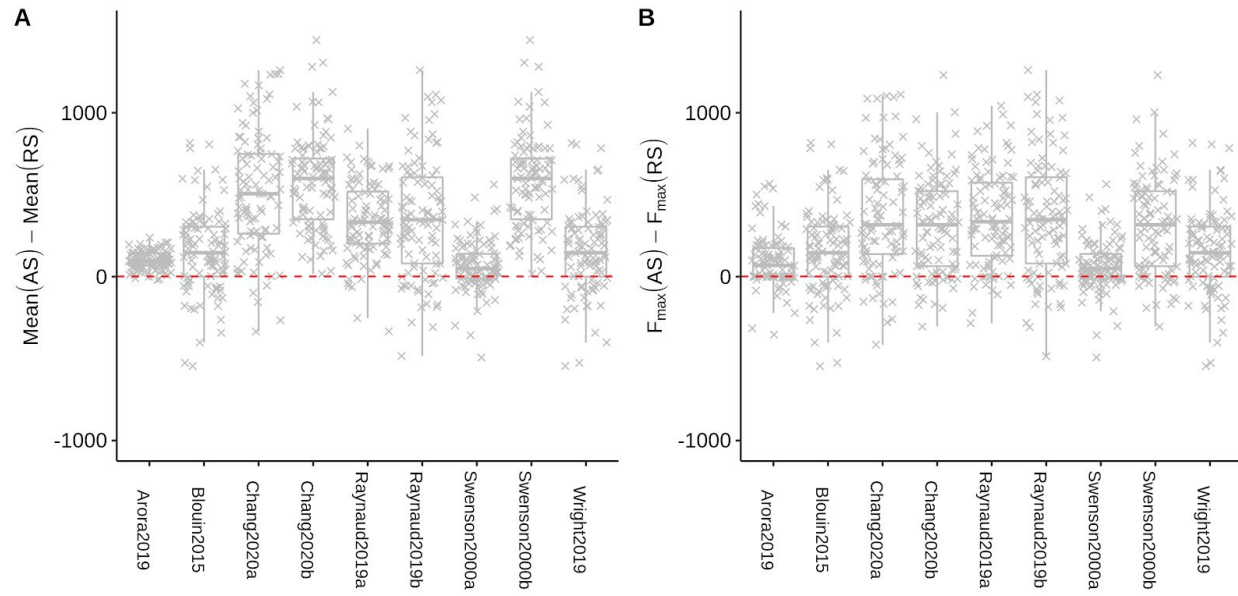 A
Mean(AS) − Mean(RS)
1000
0
-1000
Arora2019
Blouin2015
Chang2020a
Chang2020b
Raynaud2019a
Raynaud2019b
Swenson2000a
Swenson2000b
Wright2019
B
Fmax(AS) − Fmax(RS)
1000
0
-1000
Arora2019
Blouin2015
Chang2020a
Chang2020b
Raynaud2019a
Raynaud2019b
Swenson2000a
Swenson2000b
Wright2019